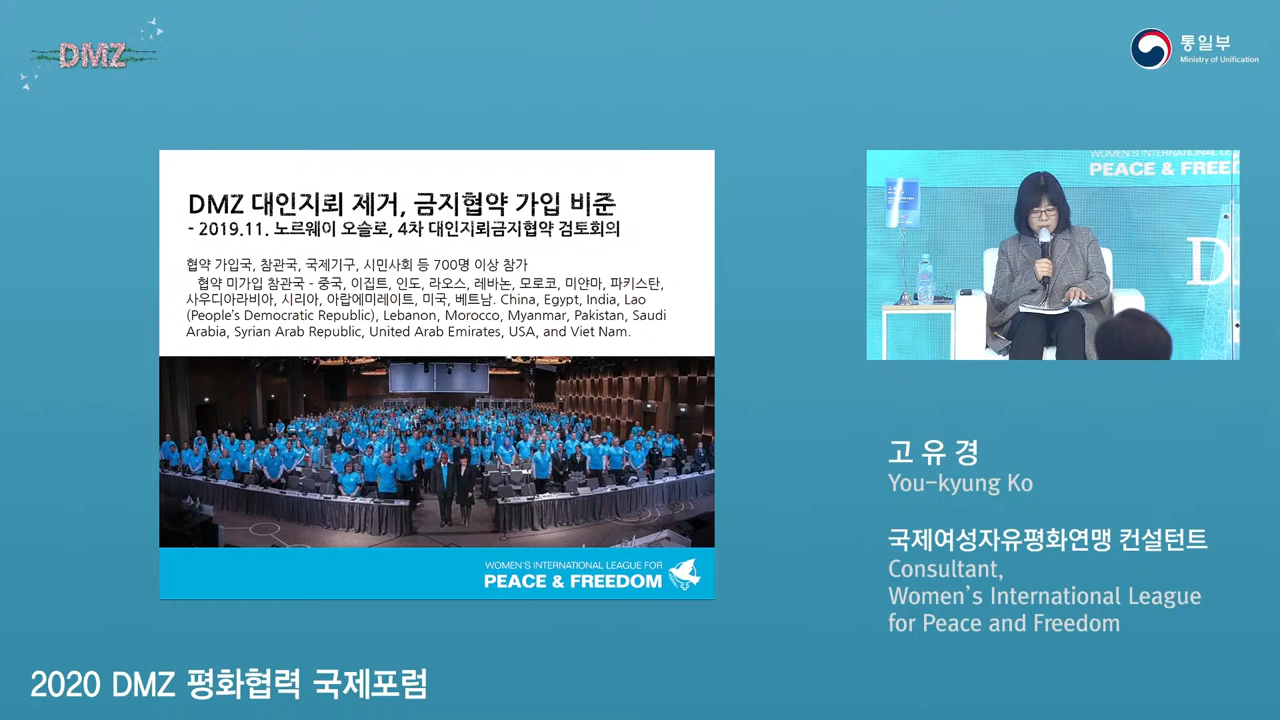 DMZ
통일부
Ministry of Unification
DMZ 대인지뢰 제거, 금지협약 가입 비준
- 2019.11. 노르웨이 오슬로, 4차 대인지뢰금지협약 검토회의
협약 가입국, 참관국, 국제기구, 시민사회 등 700명 이상 참가
협약 미가입 참관국 - 중국, 이집트, 인도, 라오스, 레바논, 모로코, 미얀마, 파키스탄,
사우디아라비아, 시리아, 아랍에미레이트, 미국, 베트남. China, Egypt, India, Lao
(People's Democratic Republic), Lebanon, Morocco, Myanmar, Pakistan, Saudi
Arabia, Syrian Arab Republic, United Arab Emirates, USA, and Viet Nam.
WOMEN'S INTERNATIONAL LEAGUE FOR
PEACE & FREEDOM
WOMEN'S INTERNATIONAL LE
PEACE & FREE
D
고 유 경
You-kyung Ko
국제여성자유평화연맹 컨설턴트
Consultant,
Women's International League
for Peace and Freedom
2020 DMZ 평화협력 국제포럼